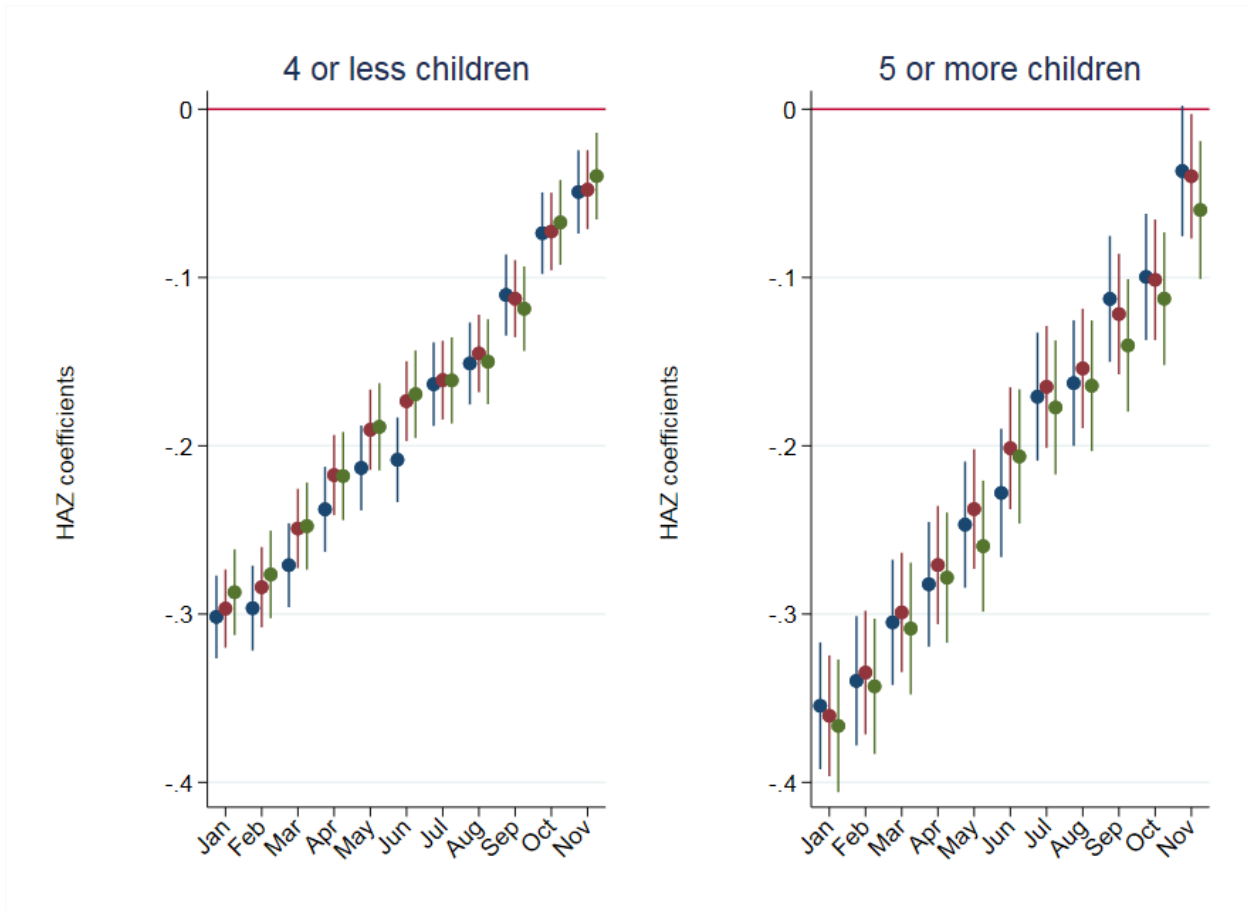 4 or less children
HAZ coefficients
0
-.1
-.2
-.3
-.4
Jan Feb Mar Apr May Jun Jul Aug Sep Oct Nov
5 or more children
HAZ coefficients
0
-.1
-.2
-.3
-.4
Jan Feb Mar Apr May Jun Jul Aug Sep Oct Nov